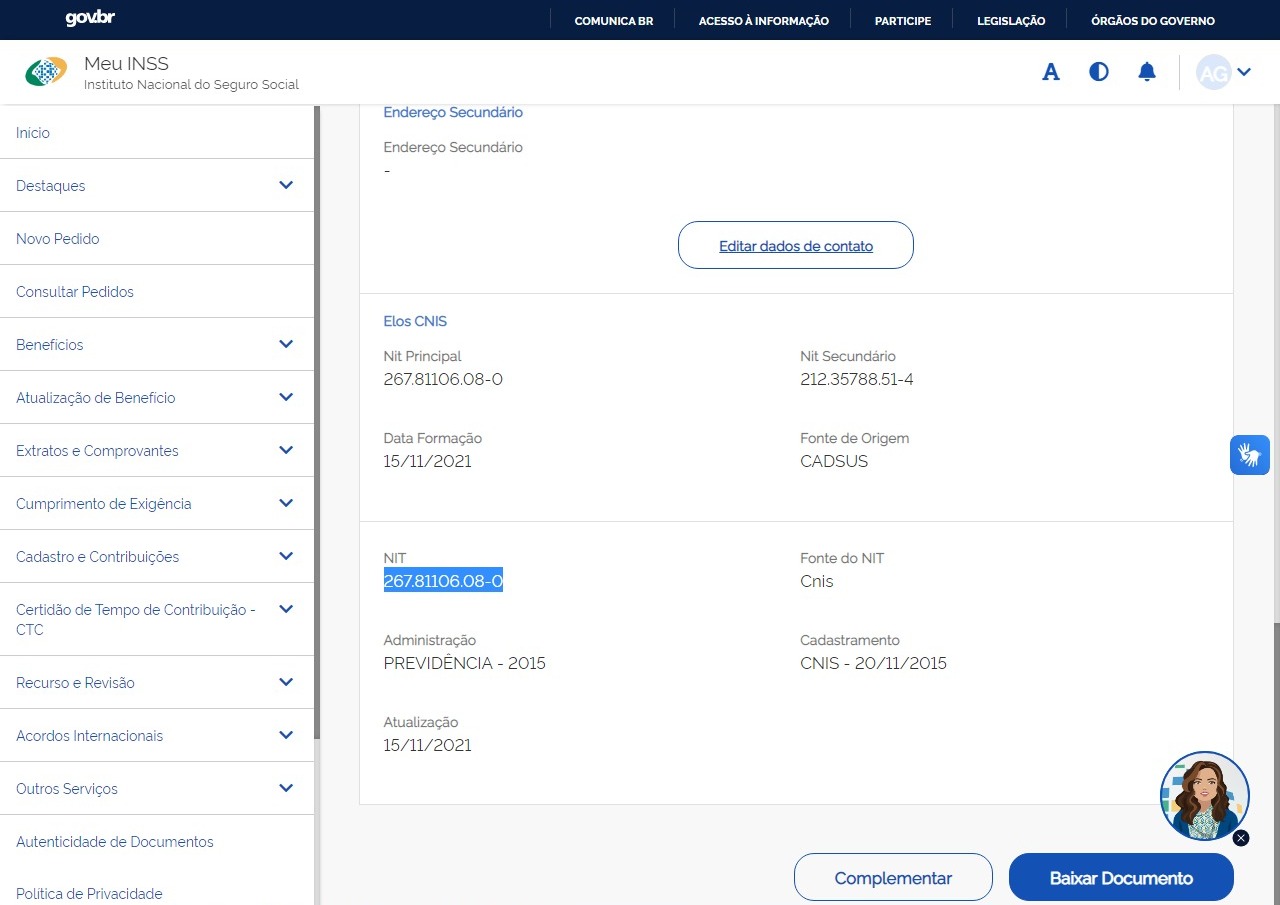 gov.br
COMUNICA BR
ACESSO À INFORMAÇÃO
PARTICIPE
LEGISLAÇÃO
ÓRGÃOS DO GOVERNO
Meu INSS
Instituto Nacional do Seguro Social
A
AG
Início
Destaques
Novo Pedido
Consultar Pedidos
Benefícios
Atualização de Benefício
Extratos e Comprovantes
Cumprimento de Exigência
Cadastro e Contribuições
Certidão de Tempo de Contribuição -
CTC
Recurso e Revisão
Acordos Internacionais
Outros Serviços
Autenticidade de Documentos
Política de Privacidade
Endereço Secundário
Endereço Secundário
-
Editar dados de contato
Elos CNIS
Nit Principal
267.81106.08-0
Nit Secundário
212.35788.51-4
Data Formação
15/11/2021
Fonte de Origem
CADSUS
NIT
267.81106.08-0
Fonte do NIT
Cnis
Administração
PREVIDÊNCIA - 2015
Cadastramento
CNIS - 20/11/2015
Atualização
15/11/2021
Complementar
Baixar Documento